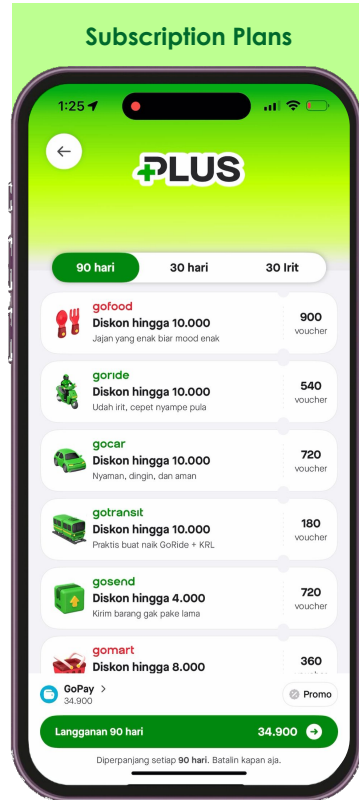 Subscription Plans
1:25
PLUS
90 hari
30 hari
30 Irit
gofood
Diskon hingga 10.000
Jajan yang enak biar mood enak
900
voucher
goride
Diskon hingga 10.000
Udah irit, cepet nyampe pula
540
voucher
gocar
Diskon hingga 10.000
Nyaman, dingin, dan aman
720
voucher
gotransit
Diskon hingga 10.000
Praktis buat naik GoRide + KRL
180
voucher
gosend
Diskon hingga 4.000
Kirim barang gak pake lama
720
voucher
gomart
Diskon hingga 8.000
360
GoPay >
34.900
Promo
Langganan 90 hari
34.900
Diperpanjang setiap 90 hari. Batalin kapan aja.